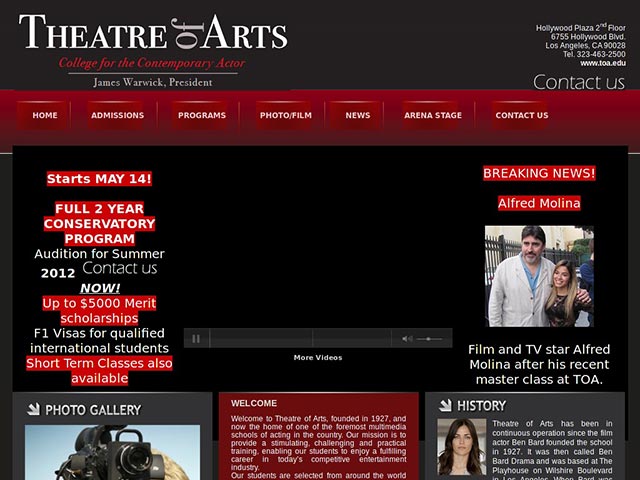 THEATRE of ARTS
College for the Contemporary Actor
James Warwick, President
Hollywood Plaza 2nd Floor
6755 Hollywood Blvd.
Los Angeles, CA 90028
Tel. 323-463-2500
www.toa.edu
Contact us
HOME
ADMISSIONS
PROGRAMS
PHOTO/FILM
NEWS
ARENA STAGE
CONTACT US
Starts MAY 14!
FULL 2 YEAR
CONSERVATORY
PROGRAM
Audition for Summer
2012 Contact us
NOW!
Up to $5000 Merit
scholarships
F1 Visas for qualified
international students
Short Term Classes also
available
More Videos
BREAKING NEWS!
Alfred Molina
Film and TV star Alfred
Molina after his recent
master class at TOA.
PHOTO GALLERY
WELCOME
Welcome to Theatre of Arts, founded in 1927, and
now the home of one of the foremost multimedia
schools of acting in the country. Our mission is to
provide a stimulating, challenging and practical
training, enabling our students to enjoy a fulfilling
career in today's competitive entertainment
industry.
Our students are selected from around the world
HISTORY
Theatre of Arts has been in
continuous operation since the film
actor Ben Bard founded the school
in 1927. It was then called Ben
Bard Drama and was based at The
Playhouse on Wilshire Boulevard
in Los Angeles. When Bard was